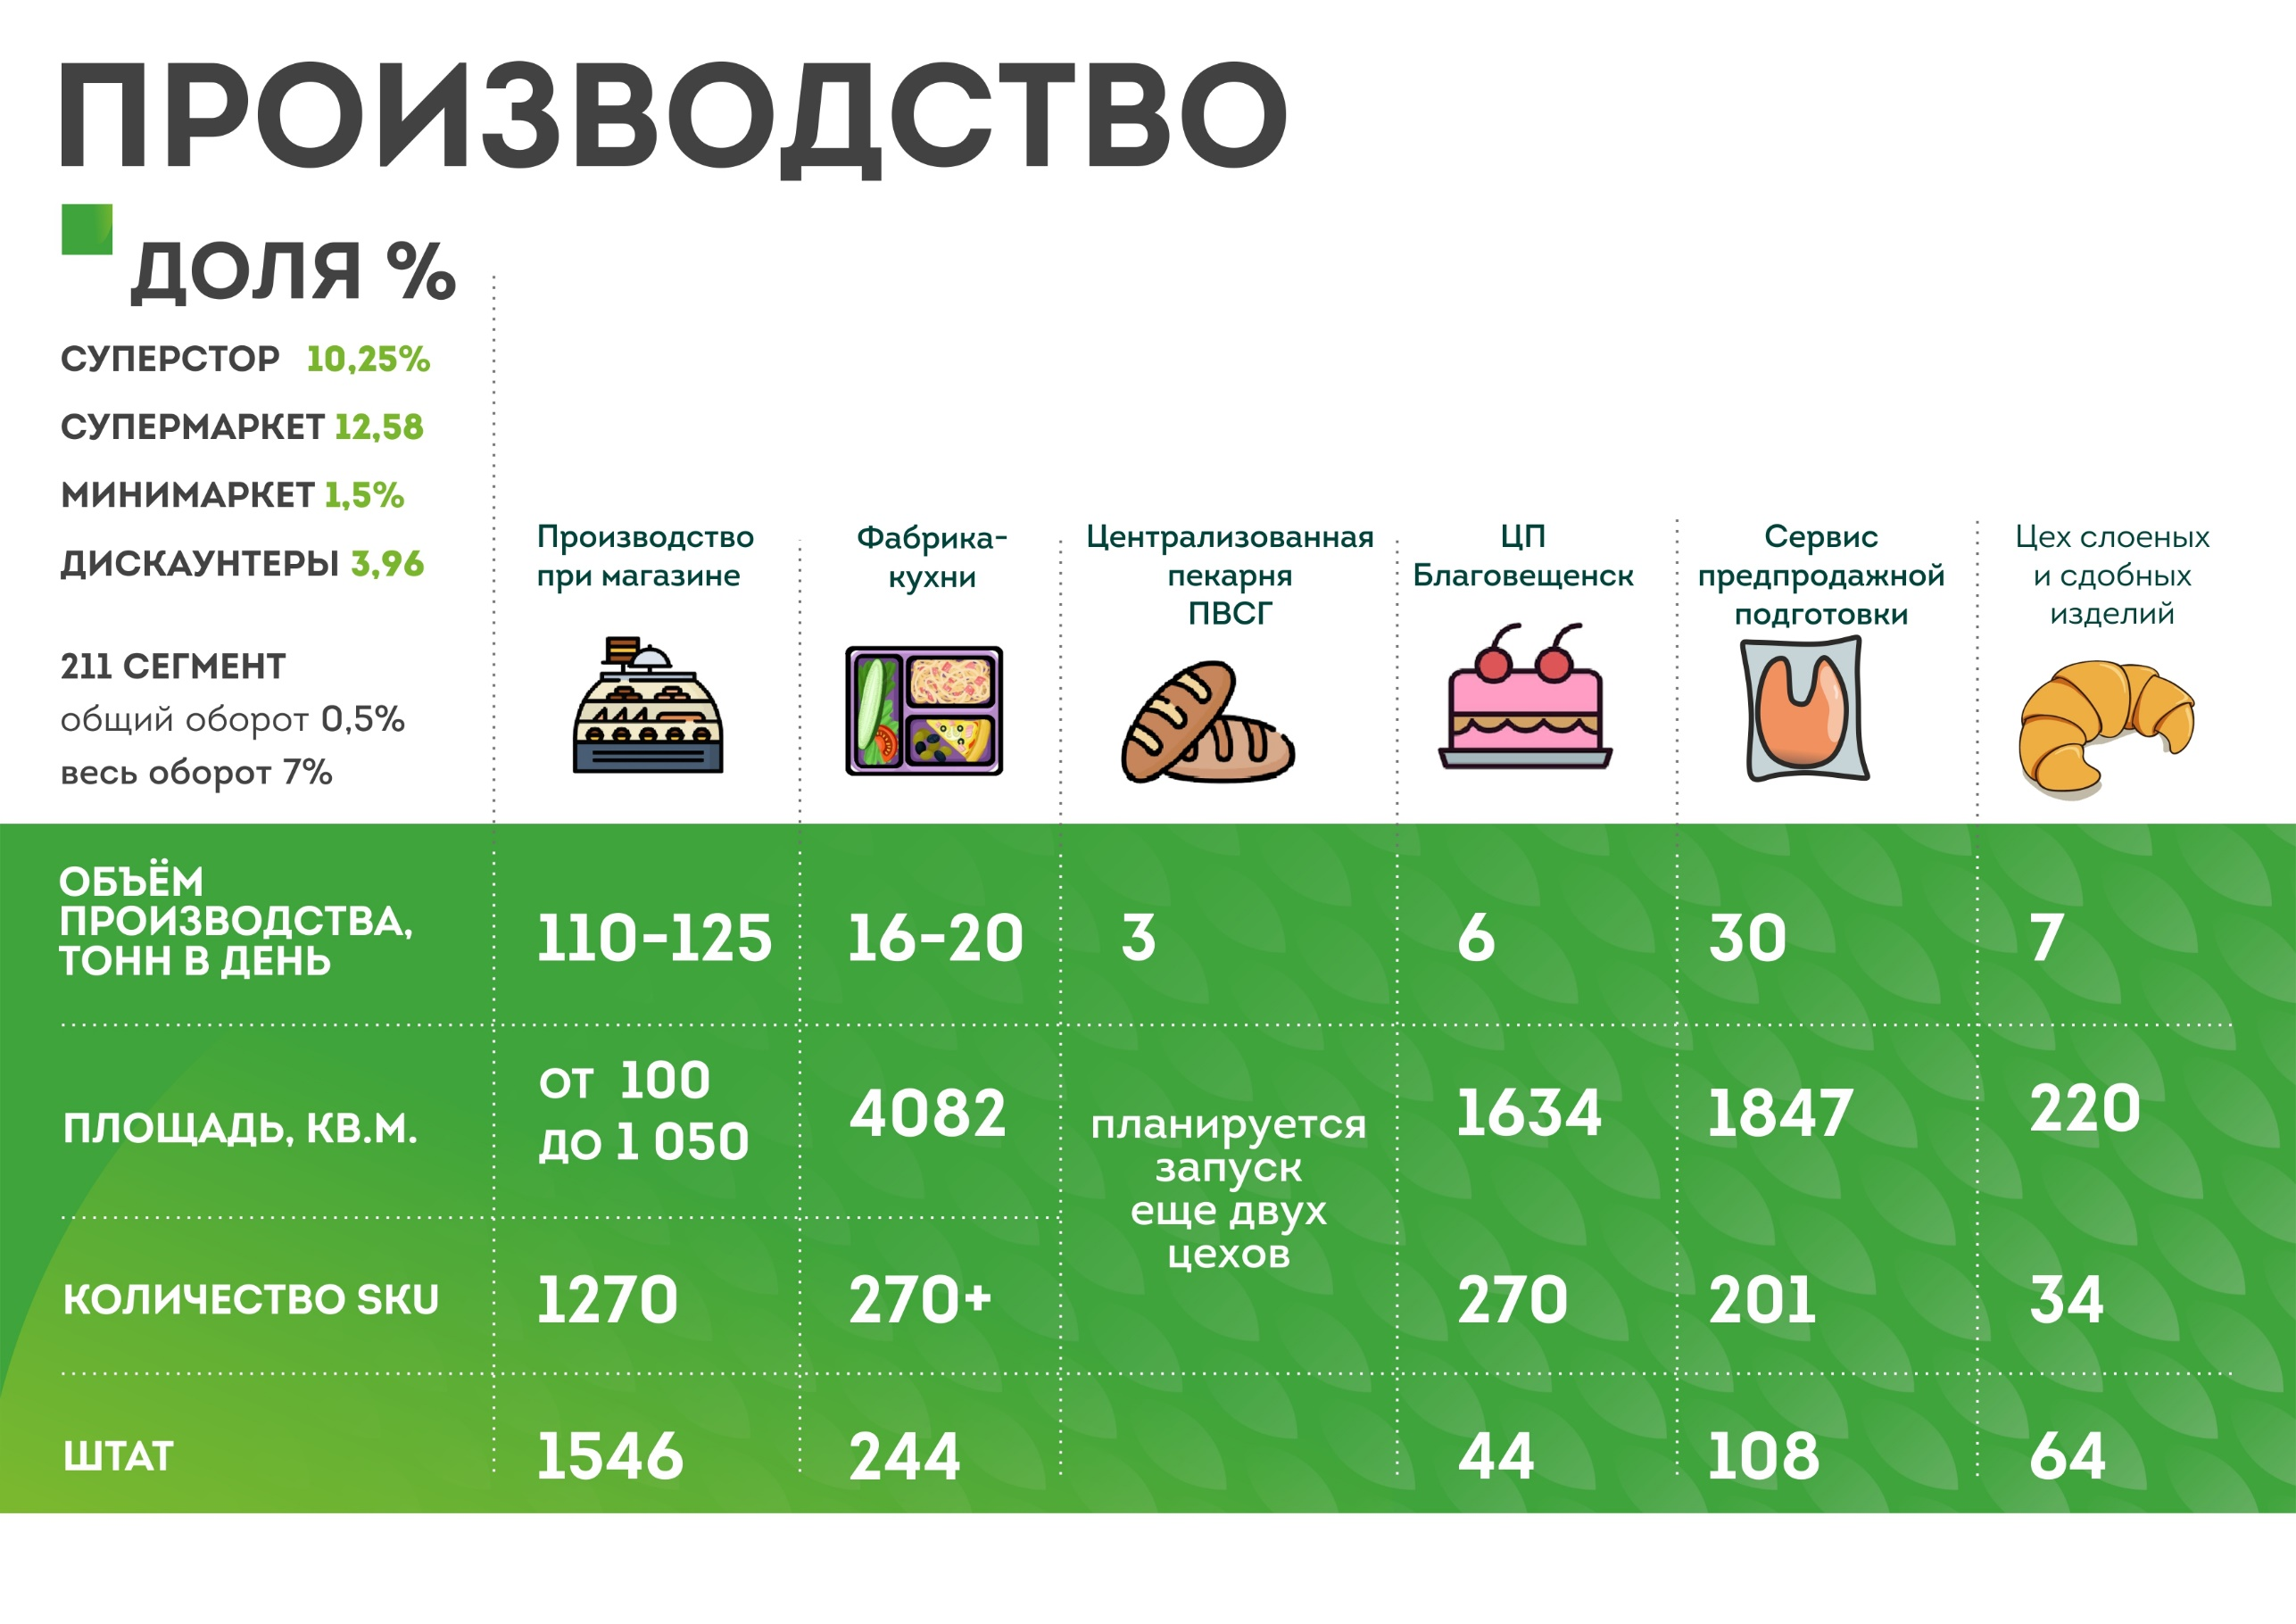 ПРОИЗВОДСТВО
ДОЛЯ %
СУПЕРСТОР 10,25%
СУПЕРМАРКЕТ 12,58
МИНИМАРКЕТ 1,5%
ДИСКАУНТЕРЫ 3,96
211 СЕГМЕНТ
общий оборот 0,5%
весь оборот 7%
Производство
при магазине
Фабрика-
кухни
Централизованная
пекарня
ПВСГ
ЦП
Благовещенск
Сервис
предпродажной
подготовки
Цех слоеных
и сдобных
изделий
ОБЪЁМ
ПРОИЗВОДСТВА,
ТОНН В ДЕНЬ
110-125
16-20
3
6
30
7
ПЛОЩАДЬ, КВ.М.
ОТ 100
ДО 1 050
4082
планируется
запуск
еще двух
цехов
1634
1847
220
КОЛИЧЕСТВО SKU
1270
270+
270
201
34
ШТАТ
1546
244
44
108
64